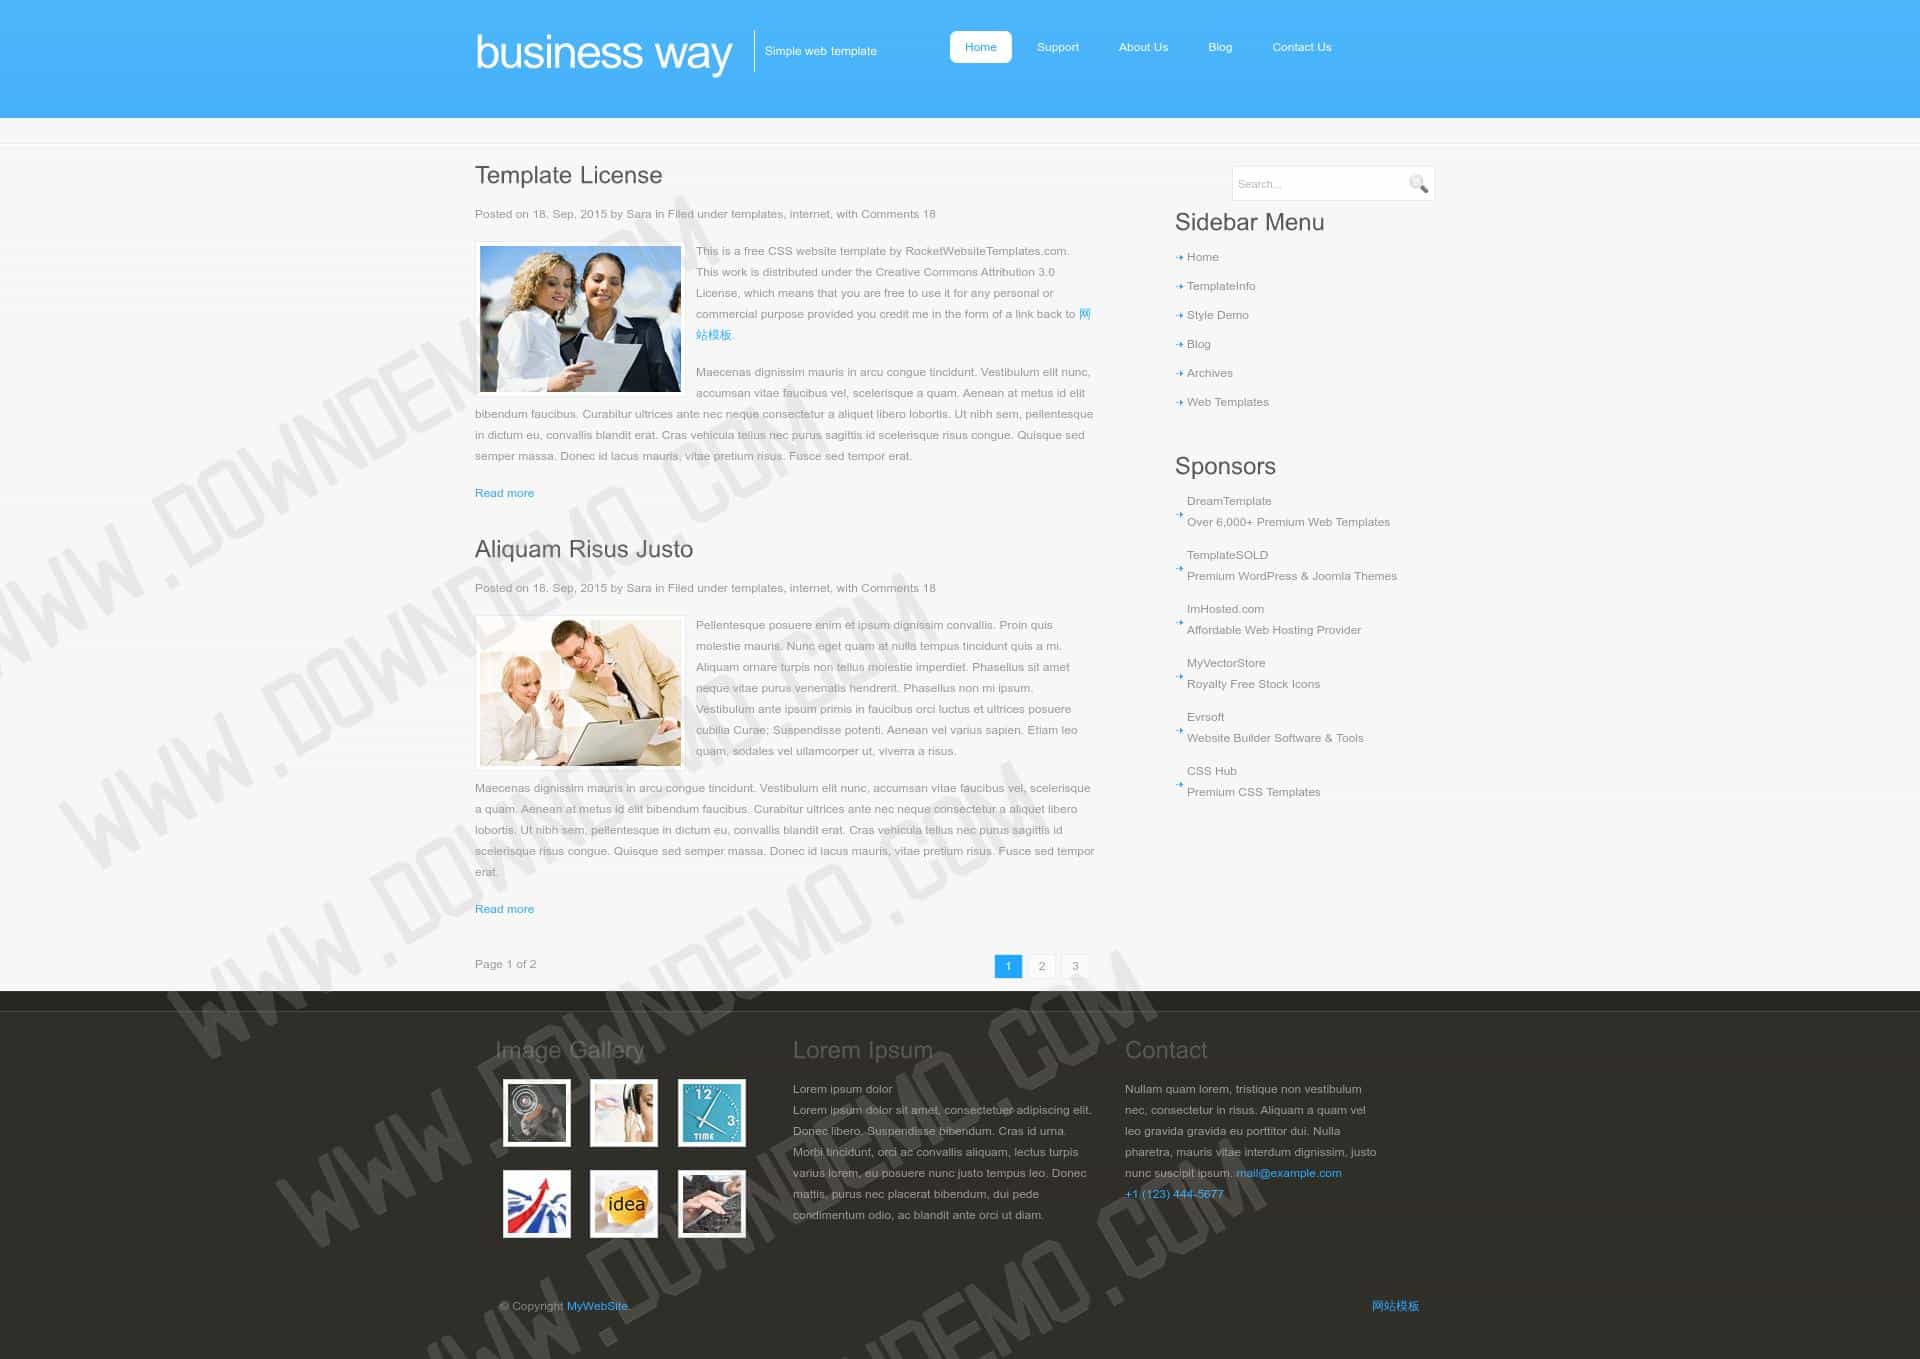 business way
Simple web template
Home
Support
About Us
Blog
Contact Us
Template License
Posted on 18. Sep, 2015 by Sara in Filed under templates, internet, with Comments 18
This is a free CSS website template by RocketWebsiteTemplates.com.
This work is distributed under the Creative Commons Attribution 3.0
License, which means that you are free to use it for any personal or
commercial purpose provided you credit me in the form of a link back to 网
站模板.
Maecenas dignissim mauris in arcu congue tincidunt. Vestibulum elit nunc,
accumsan vitae faucibus vel, scelerisque a quam. Aenean at metus id elit
bibendum faucibus. Curabitur ultrices ante nec neque consectetur a aliquet libero lobortis. Ut nibh sem, pellentesque
in dictum eu, convallis blandit erat. Cras vehicula tellus nec purus sagittis id scelerisque risus congue. Quisque sed
semper massa. Donec id lacus mauris, vitae pretium risus. Fusce sed tempor erat.
Read more
Aliquam Risus Justo
Posted on 18. Sep, 2015 by Sara in Filed under templates, internet, with Comments 18
Pellentesque posuere enim et ipsum dignissim convallis. Proin quis
molestie mauris. Nunc eget quam at nulla tempus tincidunt quis a mi.
Aliquam ornare turpis non tellus molestie imperdiet. Phasellus sit amet
neque vitae purus venenatis hendrerit. Phasellus non mi ipsum.
Vestibulum ante ipsum primis in faucibus orci luctus et ultrices posuere
cubilia Curae; Suspendisse potenti. Aenean vel varius sapien. Etiam leo
quam, sodales vel ullamcorper ut, viverra a risus.
Maecenas dignissim mauris in arcu congue tincidunt. Vestibulum elit nunc, accumsan vitae faucibus vel, scelerisque
a quam. Aenean at metus id elit bibendum faucibus. Curabitur ultrices ante nec neque consectetur a aliquet libero
lobortis. Ut nibh sem, pellentesque in dictum eu, convallis blandit erat. Cras vehicula tellus nec purus sagittis id
scelerisque risus congue. Quisque sed semper massa. Donec id lacus mauris, vitae pretium risus. Fusce sed tempor
erat.
Read more
Page 1 of 2
1
2
3
Search...
Sidebar Menu
Home
TemplateInfo
Style Demo
Blog
Archives
Web Templates
Sponsors
DreamTemplate
Over 6,000+ Premium Web Templates
TemplateSOLD
Premium WordPress & Joomla Themes
ImHosted.com
Affordable Web Hosting Provider
MyVectorStore
Royalty Free Stock Icons
Evrsoft
Website Builder Software & Tools
CSS Hub
Premium CSS Templates
Image Gallery
12
3
TIME
idea
Lorem Ipsum
Lorem ipsum dolor
Lorem ipsum dolor sit amet, consectetuer adipiscing elit.
Donec libero. Suspendisse bibendum. Cras id urna.
Morbi tincidunt, orci ac convallis aliquam, lectus turpis
varius lorem, eu posuere nunc justo tempus leo. Donec
mattis, purus nec placerat bibendum, dui pede
condimentum odio, ac blandit ante orci ut diam.
Contact
Nullam quam lorem, tristique non vestibulum
nec, consectetur in risus. Aliquam a quam vel
leo gravida gravida eu porttitor dui. Nulla
pharetra, mauris vitae interdum dignissim, justo
nunc suscipit ipsum. mail@example.com
+1 (123) 444-5677
© Copyright MyWebSite.
网站模板
WWW.DOWNDEMO.COM
WWW.DOWNDEMO.COM
WWW.DOWNDEMO.COM
WWW.DOWNDEMO.COM
WWW.DOWNDEMO.COM
NDEMO.COM